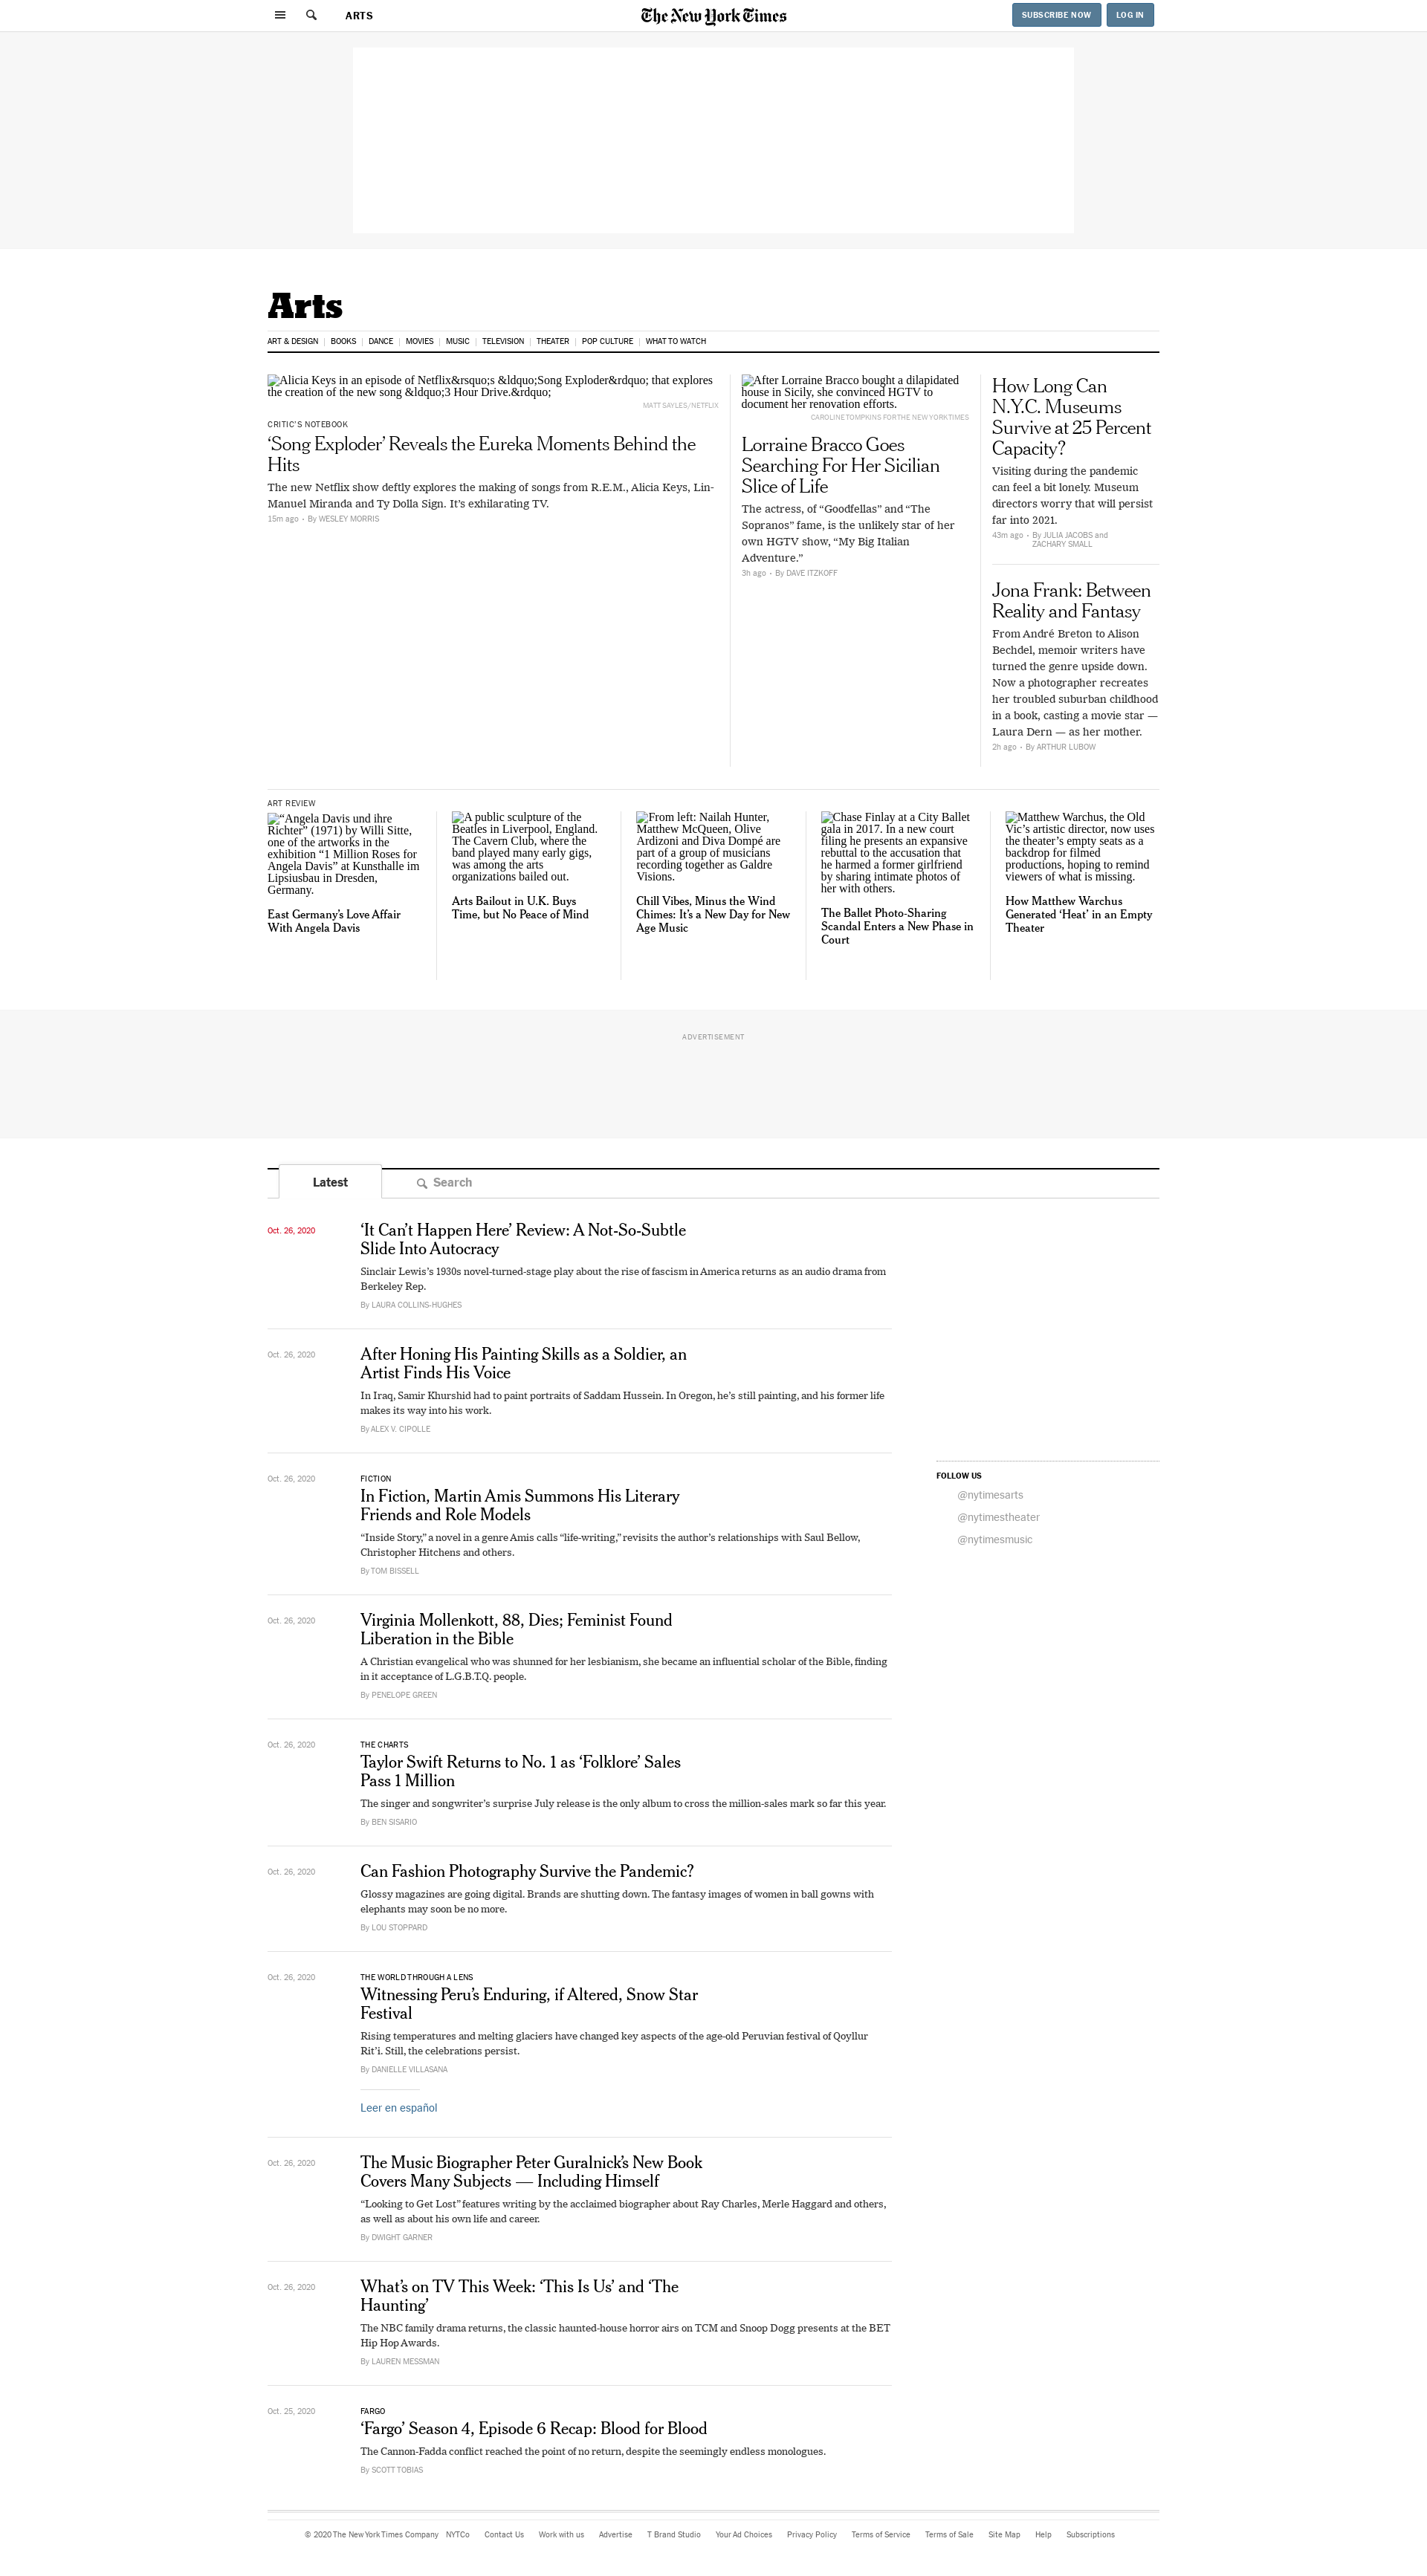 ARTS
The New York Times
SUBSCRIBE NOW
LOG IN
Arts
ART & DESIGN
BOOKS
DANCE
MOVIES
MUSIC
TELEVISION
THEATER
POP CULTURE
WHAT TO WATCH
Alicia Keys in an episode of Netflix&rsquo;s &ldquo;Song Exploder&rdquo; that explores
the creation of the new song &ldquo;3 Hour Drive.&rdquo;
MATT SAYLES/NETFLIX
CRITIC'S NOTEBOOK
‘Song Exploder’ Reveals the Eureka Moments Behind the
Hits
The new Netflix show deftly explores the making of songs from R.E.M., Alicia Keys, Lin-
Manuel Miranda and Ty Dolla Sign. It’s exhilarating TV.
15m ago • By WESLEY MORRIS
After Lorraine Bracco bought a dilapidated
house in Sicily, she convinced HGTV to
document her renovation efforts.
CAROLINE TOMPKINS FOR THE NEW YORK TIMES
Lorraine Bracco Goes
Searching For Her Sicilian
Slice of Life
The actress, of “Goodfellas” and “The
Sopranos” fame, is the unlikely star of her
own HGTV show, “My Big Italian
Adventure.”
3h ago • By DAVE ITZKOFF
How Long Can
N.Y.C. Museums
Survive at 25 Percent
Capacity?
Visiting during the pandemic
can feel a bit lonely. Museum
directors worry that will persist
far into 2021.
43m ago • By JULIA JACOBS and
ZACHARY SMALL
Jona Frank: Between
Reality and Fantasy
From André Breton to Alison
Bechdel, memoir writers have
turned the genre upside down.
Now a photographer recreates
her troubled suburban childhood
in a book, casting a movie star —
Laura Dern — as her mother.
2h ago • By ARTHUR LUBOW
ART REVIEW
“Angela Davis und ihre
Richter” (1971) by Willi Sitte,
one of the artworks in the
exhibition “1 Million Roses for
Angela Davis” at Kunsthalle im
Lipsiusbau in Dresden,
Germany.
East Germany’s Love Affair
With Angela Davis
A public sculpture of the
Beatles in Liverpool, England.
The Cavern Club, where the
band played many early gigs,
was among the arts
organizations bailed out.
Arts Bailout in U.K. Buys
Time, but No Peace of Mind
From left: Nailah Hunter,
Matthew McQueen, Olive
Ardizoni and Diva Dompé are
part of a group of musicians
recording together as Galdre
Visions.
Chill Vibes, Minus the Wind
Chimes: It’s a New Day for New
Age Music
Chase Finlay at a City Ballet
gala in 2017. In a new court
filing he presents an expansive
rebuttal to the accusation that
he harmed a former girlfriend
by sharing intimate photos of
her with others.
The Ballet Photo-Sharing
Scandal Enters a New Phase in
Court
Matthew Warchus, the Old
Vic’s artistic director, now uses
the theater’s empty seats as a
backdrop for filmed
productions, hoping to remind
viewers of what is missing.
How Matthew Warchus
Generated ‘Heat’ in an Empty
Theater
ADVERTISEMENT
Latest
Search
Oct. 26, 2020
‘It Can’t Happen Here’ Review: A Not-So-Subtle
Slide Into Autocracy
Sinclair Lewis’s 1930s novel-turned-stage play about the rise of fascism in America returns as an audio drama from
Berkeley Rep.
By LAURA COLLINS-HUGHES
Oct. 26, 2020
After Honing His Painting Skills as a Soldier, an
Artist Finds His Voice
In Iraq, Samir Khurshid had to paint portraits of Saddam Hussein. In Oregon, he’s still painting, and his former life
makes its way into his work.
By ALEX V. CIPOLLE
FOLLOW US
@nytimesarts
@nytimestheater
@nytimesmusic
Oct. 26, 2020
FICTION
In Fiction, Martin Amis Summons His Literary
Friends and Role Models
“Inside Story,” a novel in a genre Amis calls “life-writing,” revisits the author’s relationships with Saul Bellow,
Christopher Hitchens and others.
By TOM BISSELL
Oct. 26, 2020
Virginia Mollenkott, 88, Dies; Feminist Found
Liberation in the Bible
A Christian evangelical who was shunned for her lesbianism, she became an influential scholar of the Bible, finding
in it acceptance of L.G.B.T.Q. people.
By PENELOPE GREEN
Oct. 26, 2020
THE CHARTS
Taylor Swift Returns to No. 1 as ‘Folklore’ Sales
Pass 1 Million
The singer and songwriter’s surprise July release is the only album to cross the million-sales mark so far this year.
By BEN SISARIO
Oct. 26, 2020
Can Fashion Photography Survive the Pandemic?
Glossy magazines are going digital. Brands are shutting down. The fantasy images of women in ball gowns with
elephants may soon be no more.
By LOU STOPPARD
Oct. 26, 2020
THE WORLD THROUGH A LENS
Witnessing Peru’s Enduring, if Altered, Snow Star
Festival
Rising temperatures and melting glaciers have changed key aspects of the age-old Peruvian festival of Qoyllur
Rit’i. Still, the celebrations persist.
By DANIELLE VILLASANA
Leer en español
Oct. 26, 2020
The Music Biographer Peter Guralnick’s New Book
Covers Many Subjects — Including Himself
“Looking to Get Lost” features writing by the acclaimed biographer about Ray Charles, Merle Haggard and others,
as well as about his own life and career.
By DWIGHT GARNER
Oct. 26, 2020
What’s on TV This Week: ‘This Is Us’ and ‘The
Haunting’
The NBC family drama returns, the classic haunted-house horror airs on TCM and Snoop Dogg presents at the BET
Hip Hop Awards.
By LAUREN MESSMAN
Oct. 25, 2020
FARGO
‘Fargo’ Season 4, Episode 6 Recap: Blood for Blood
The Cannon-Fadda conflict reached the point of no return, despite the seemingly endless monologues.
By SCOTT TOBIAS
© 2020 The New York Times Company NYTCo Contact Us Work with us Advertise T Brand Studio Your Ad Choices Privacy Policy Terms of Service Terms of Sale Site Map Help Subscriptions